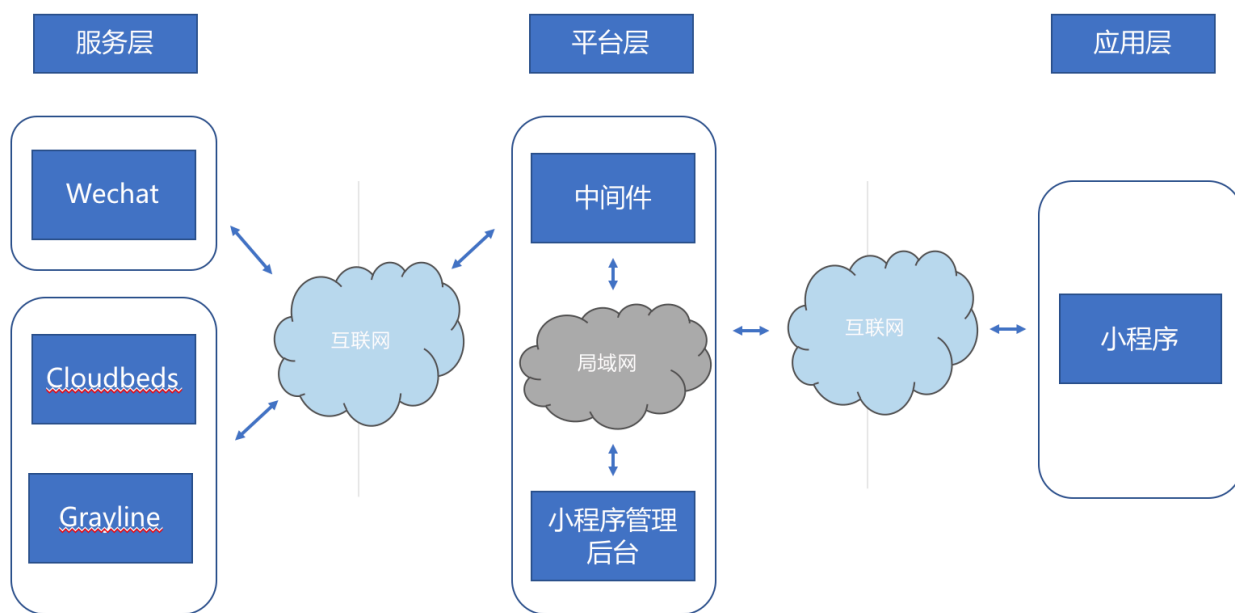 服务层
平台层
应用层
Wechat
中间件
互联网
互联网
小程序
局域网
Cloudbeds
Grayline
小程序管理
后台